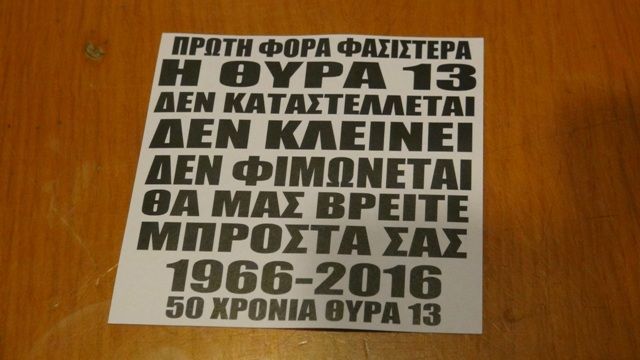 ΠΡΩΤΗ ΦΟΡΑ ΦΑΣΙΣΤΕΡΑ
Η ΘΥΡΑ 13
ΔΕΝ ΚΑΤΑΣΤΕΛΛΕΤΑΙ
ΔΕΝ ΚΛΕΙΝΕΙ
ΔΕΝ ΦΙΜΩΝΕΤΑΙ
ΘΑ ΜΑΣ ΒΡΕΙΤΕ
ΜΠΡΟΣΤΑ ΣΑΣ
1966-2016
50 ΧΡΟΝΙΑ ΘΥΡΑ 13